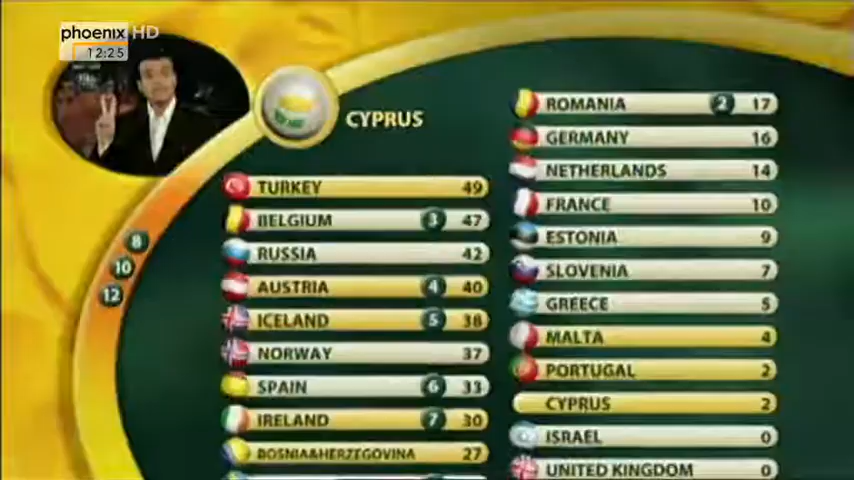 phoenix HD
12:25
CYPRUS
8
10
12
TURKEY 49
BELGIUM 3 47
RUSSIA 42
AUSTRIA 4 40
ICELAND 5 38
NORWAY 37
SPAIN 6 33
IRELAND 7 30
BOSNIA&HERZEGOVINA 27
ROMANIA 2 17
GERMANY 16
NETHERLANDS 14
FRANCE 10
ESTONIA 9
SLOVENIA 7
GREECE 5
MALTA 4
PORTUGAL 2
CYPRUS 2
ISRAEL 0
UNITED KINGDOM 0